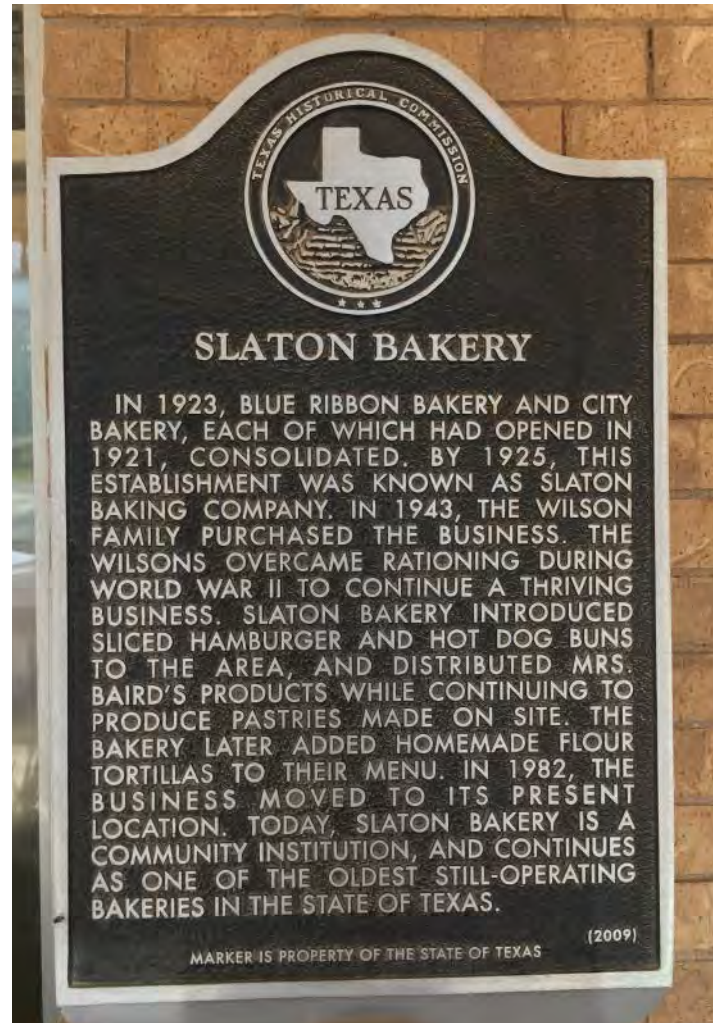 TEXAS HISTORICAL COMMISSION
TEXAS
SLATON BAKERY
IN 1923, BLUE RIBBON BAKERY AND CITY
BAKERY, EACH OF WHICH HAD OPENED IN
1921, CONSOLIDATED. BY 1925, THIS
ESTABLISHMENT WAS KNOWN AS SLATON
BAKING COMPANY. IN 1943, THE WILSON
FAMILY PURCHASED THE BUSINESS. THE
WILSONS OVERCAME RATIONING DURING
WORLD WAR II TO CONTINUE A THRIVING
BUSINESS. SLATON BAKERY INTRODUCED
SLICED HAMBURGER AND HOT DOG BUNS
TO THE AREA, AND DISTRIBUTED MRS.
BAIRD'S PRODUCTS WHILE CONTINUING TO
PRODUCE PASTRIES MADE ON SITE. THE
BAKERY LATER ADDED HOMEMADE FLOUR
TORTILLAS TO THEIR MENU. IN 1982, THE
BUSINESS MOVED TO ITS PRESENT
LOCATION. TODAY, SLATON BAKERY IS A
COMMUNITY INSTITUTION, AND CONTINUES
AS ONE OF THE OLDEST STILL-OPERATING
BAKERIES IN THE STATE OF TEXAS.
(2009)
MARKER IS PROPERTY OF THE STATE OF TEXAS